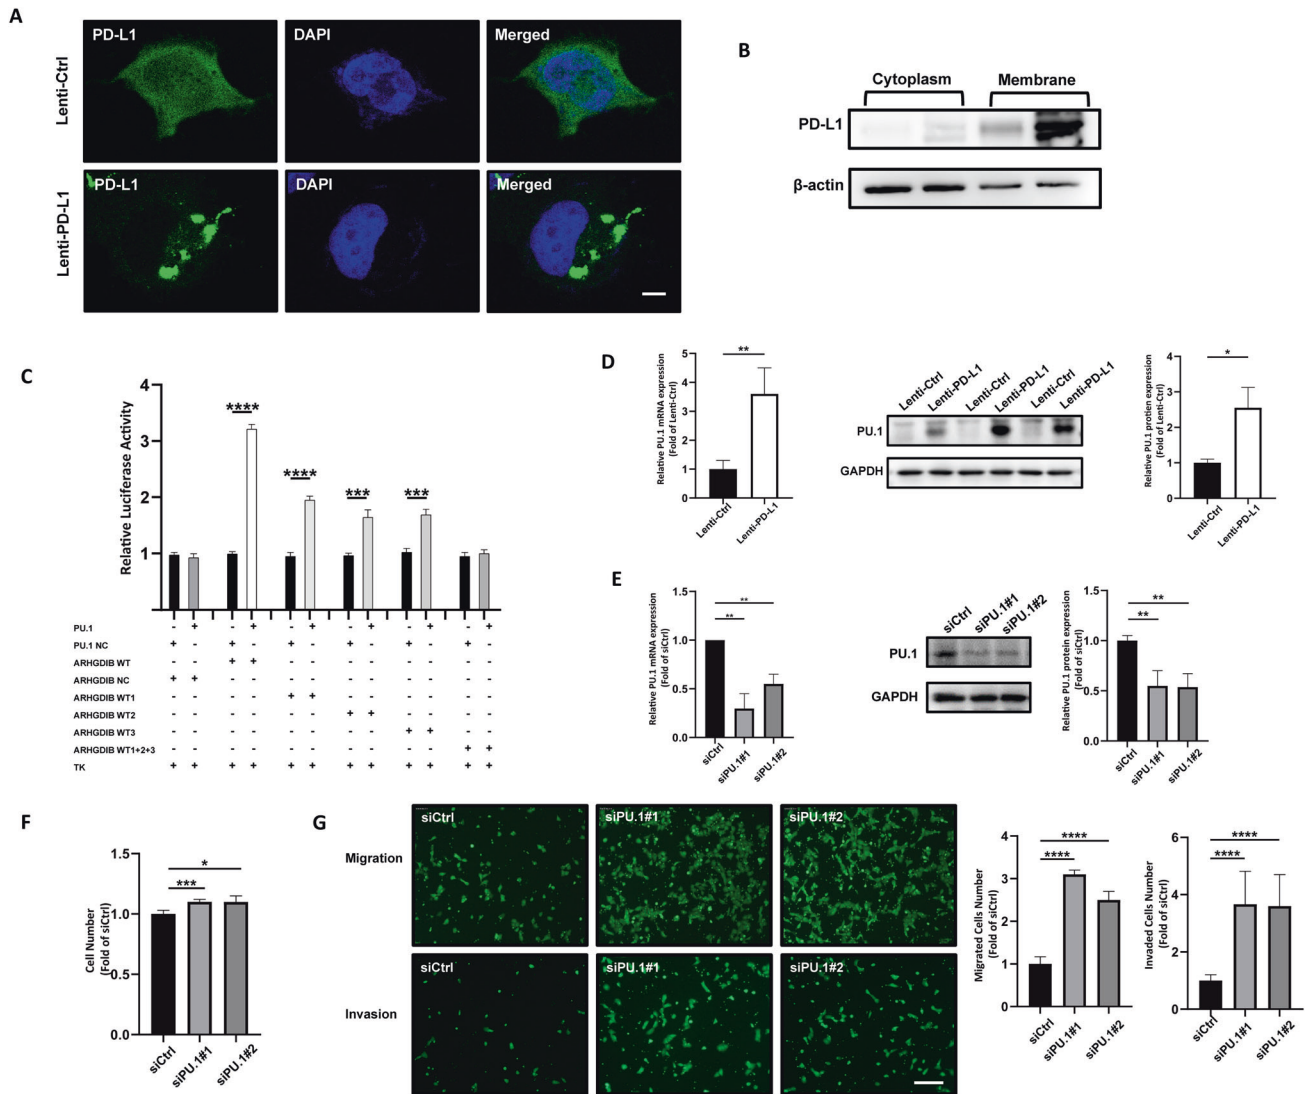 A
PD-L1
DAPI
Merged
Lenti-Ctrl
PD-L1
DAPI
Merged
Lenti-PD-L1
B
Cytoplasm
Membrane
PD-L1
β-actin
C
Relative Luciferase Activity
4
3
2
1
****
****
***
***
PU.1 - + - + - + - + - + - +
PU.1 NC + - + - + - + - + - + -
ARHGDIB WT - - + + - - - - - - - -
ARHGDIB NC + + - - - - - - - - - -
ARHGDIB WT1 - - - - + + - - - - - -
ARHGDIB WT2 - - - - - - + + - - - -
ARHGDIB WT3 - - - - - - - - + + - -
ARHGDIB WT1+2+3 - - - - - - - - - - + +
TK + + + + + + + + + + + +
D
Relative PU.1 mRNA expression
(Fold of Lenti-Ctrl)
5
4
3
2
1
0
**
Lenti-Ctrl
Lenti-PD-L1
Lenti-Ctrl
Lenti-PD-L1
Lenti-Ctrl
Lenti-PD-L1
Lenti-Ctrl
Lenti-PD-L1
PU.1
GAPDH
Relative PU.1 protien expression
(Fold of Lenti-Ctrl)
4
3
2
1
0
*
Lenti-Ctrl
Lenti-PD-L1
E
Relative PU.1 mRNA expression
(Fold of siCtrl)
1.5
1.0
0.5
0.0
**
**
siCtrl
siPU.1#1
siPU.1#2
siCtrl
siPU.1#1
siPU.1#2
PU.1
GAPDH
Relative PU.1 protein expression
(Fold of siCtrl)
1.5
1.0
0.5
0.0
**
**
siCtrl
siPU.1#1
siPU.1#2
F
Cell Number
(Fold of siCtrl)
1.5
1.0
0.5
0.0
*
***
siCtrl
siPU.1#1
siPU.1#2
G
Migration
siCtrl
siPU.1#1
siPU.1#2
Invasion
siCtrl
siPU.1#1
siPU.1#2
Migrated Cells Number
(Fold of siCtrl)
4
3
2
1
0
****
****
siCtrl
siPU.1#1
siPU.1#2
Invaded Cells Number
(Fold of siCtrl)
6
4
2
0
****
****
siCtrl
siPU.1#1
siPU.1#2